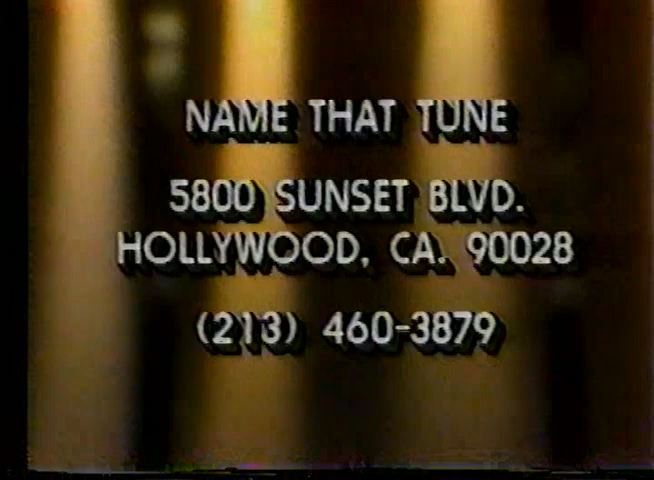 NAME THAT TUNE
5800 SUNSET BLVD.
HOLLYWOOD, CA. 90028
(213) 460-3879